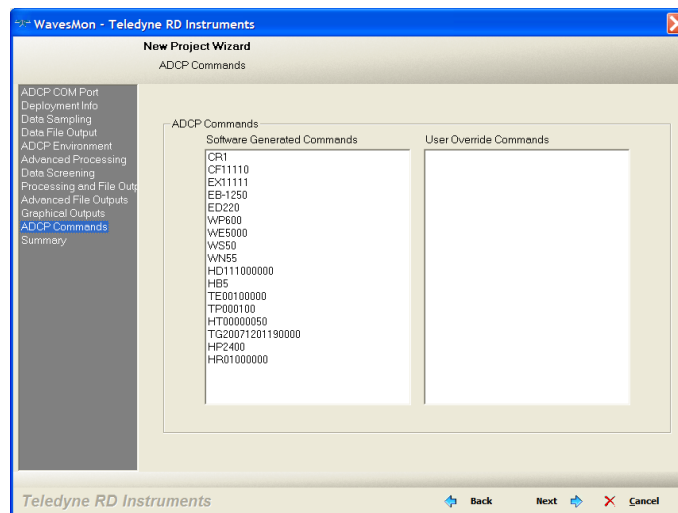 WavesMon - Teledyne RD Instruments
New Project Wizard
ADCP Commands
ADCP COM Port
Deployment Info
Data Sampling
Data File Output
ADCP Environment
Advanced Processing
Data Screening
Processing and File Outp
Advanced File Outputs
Graphical Outputs
ADCP Commands
Summary
ADCP Commands
Software Generated Commands
CR1
CF11110
EX11111
EB-1250
ED220
WP600
WE5000
WS50
WN55
HD111000000
HB5
TE00100000
TP000100
HT00000050
TG20071201190000
HP2400
HR01000000
User Override Commands
Teledyne RD Instruments
Back
Next
Cancel